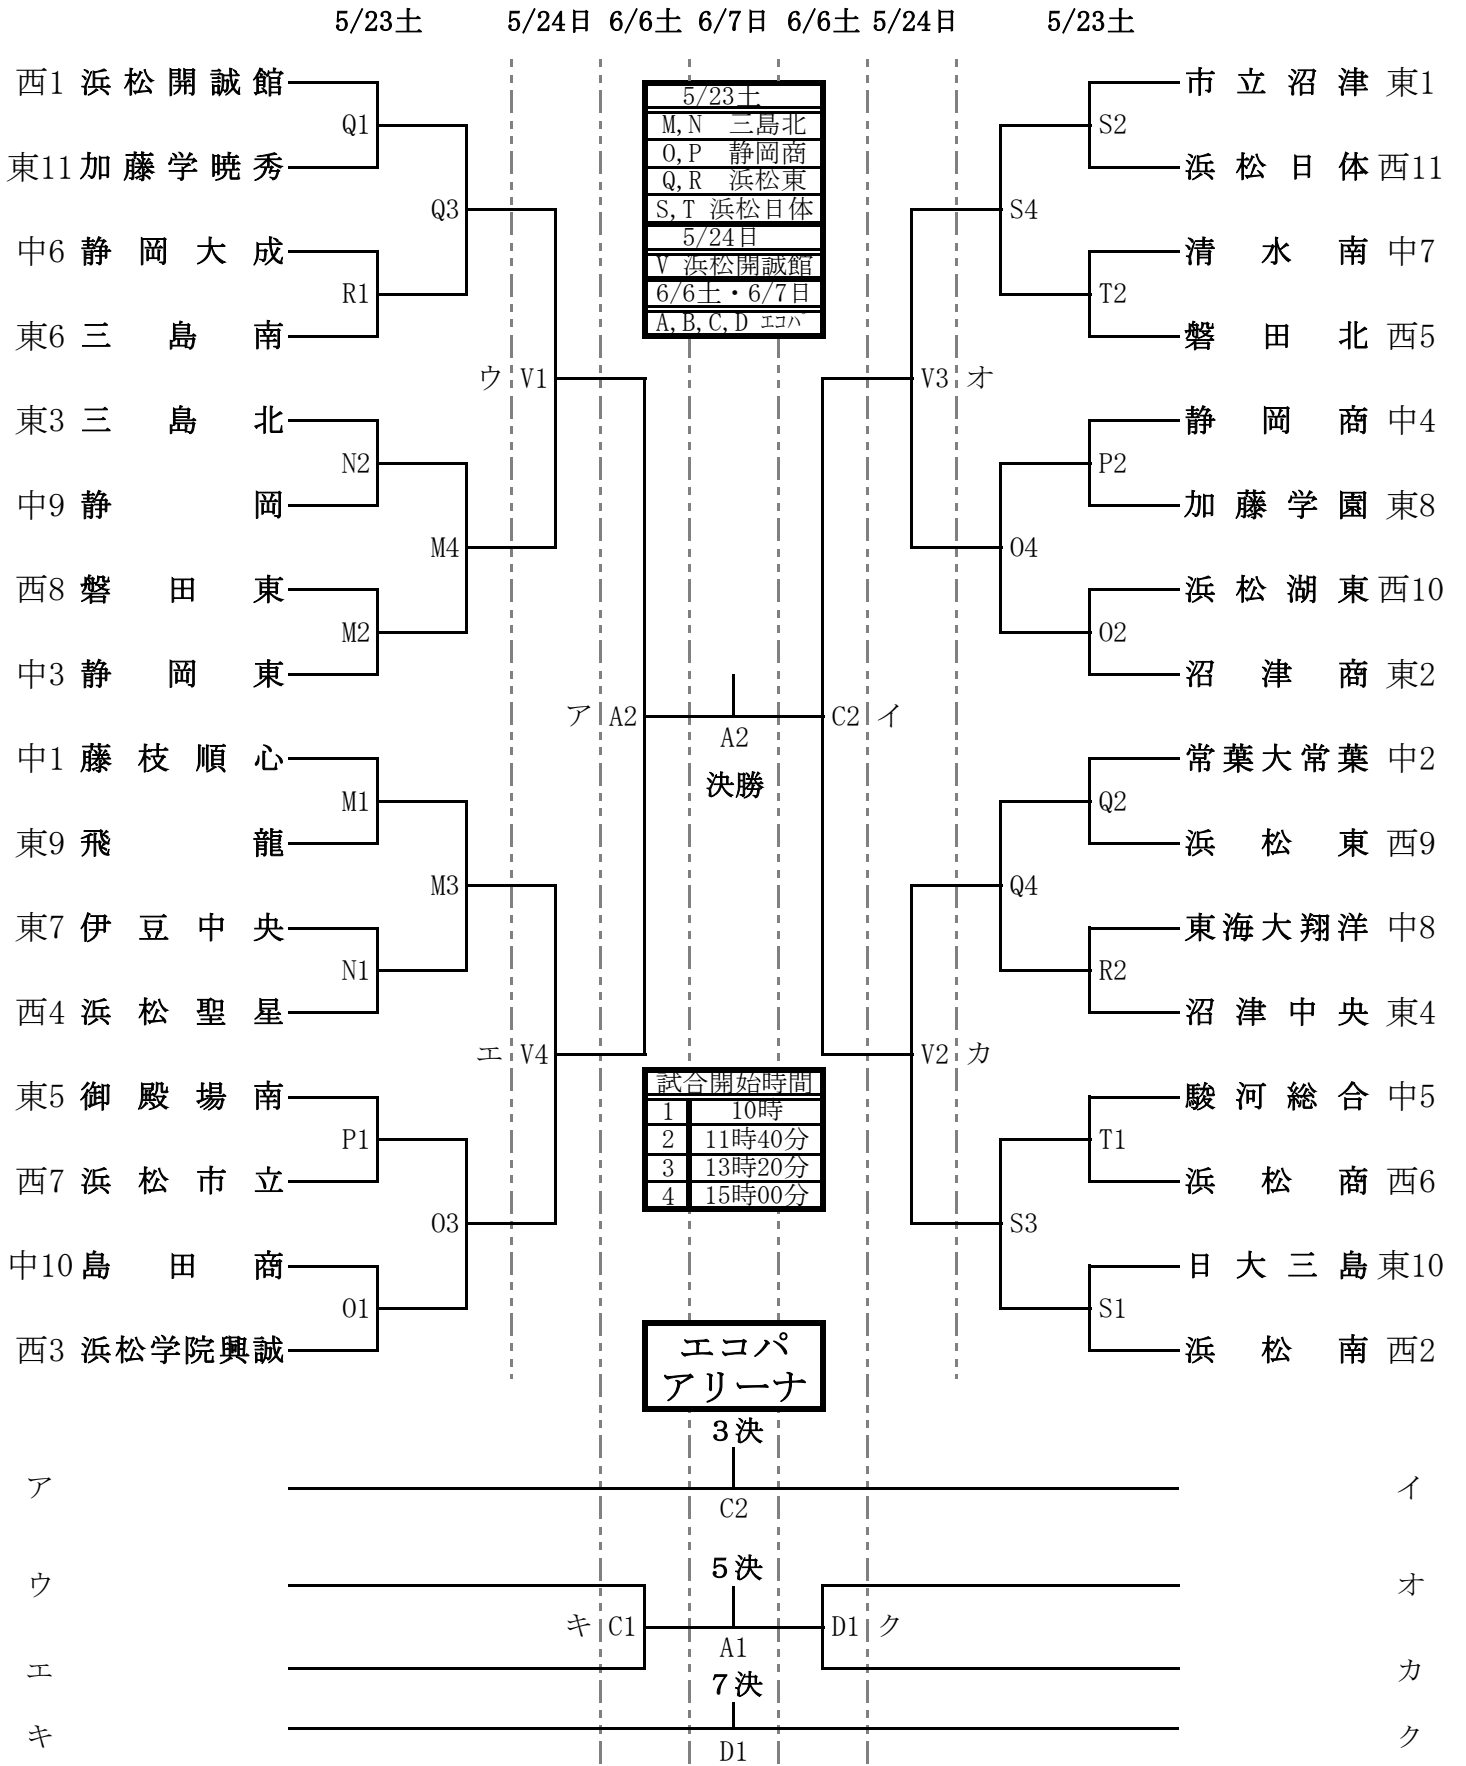 5/23土 5/24日 6/6土 6/7日 6/6土 5/24日 5/23土
西1 浜松開誠館
Q1
東11 加藤学暁秀
Q3
中6 静岡大成
R1
東6 三島南
ウ V1
東3 三島北
N2
中9 静岡
M4
西8 磐田東
M2
中3 静岡東
ア A2
中1 藤枝順心
M1
東9 飛龍
M3
東7 伊豆中央
N1
西4 浜松聖星
エ V4
東5 御殿場南
P1
西7 浜松市立
O3
中10 島田商
O1
西3 浜松学院興誠
5/23土
M,N 三島北
O,P 静岡商
Q,R 浜松東
S,T 浜松日体
5/24日
V 浜松開誠館
6/6土・6/7日
A,B,C,D エコパ
A2
決勝
試合開始時間
1 10時
2 11時40分
3 13時20分
4 15時00分
エコパ
アリーナ
市立沼津 東1
S2
浜松日体 西11
S4
清水南 中7
T2
磐田北 西5
V3 オ
静岡商 中4
P2
加藤学園 東8
O4
浜松湖東 西10
O2
沼津商 東2
C2 イ
常葉大常葉 中2
Q2
浜松東 西9
Q4
東海大翔洋 中8
R2
沼津中央 東4
V2 カ
駿河総合 中5
T1
浜松商 西6
S3
日大三島 東10
S1
浜松南 西2
3決
ア イ
C2
5決
ウ オ
キ C1 D1 ク
A1
エ カ
7決
キ ク
D1